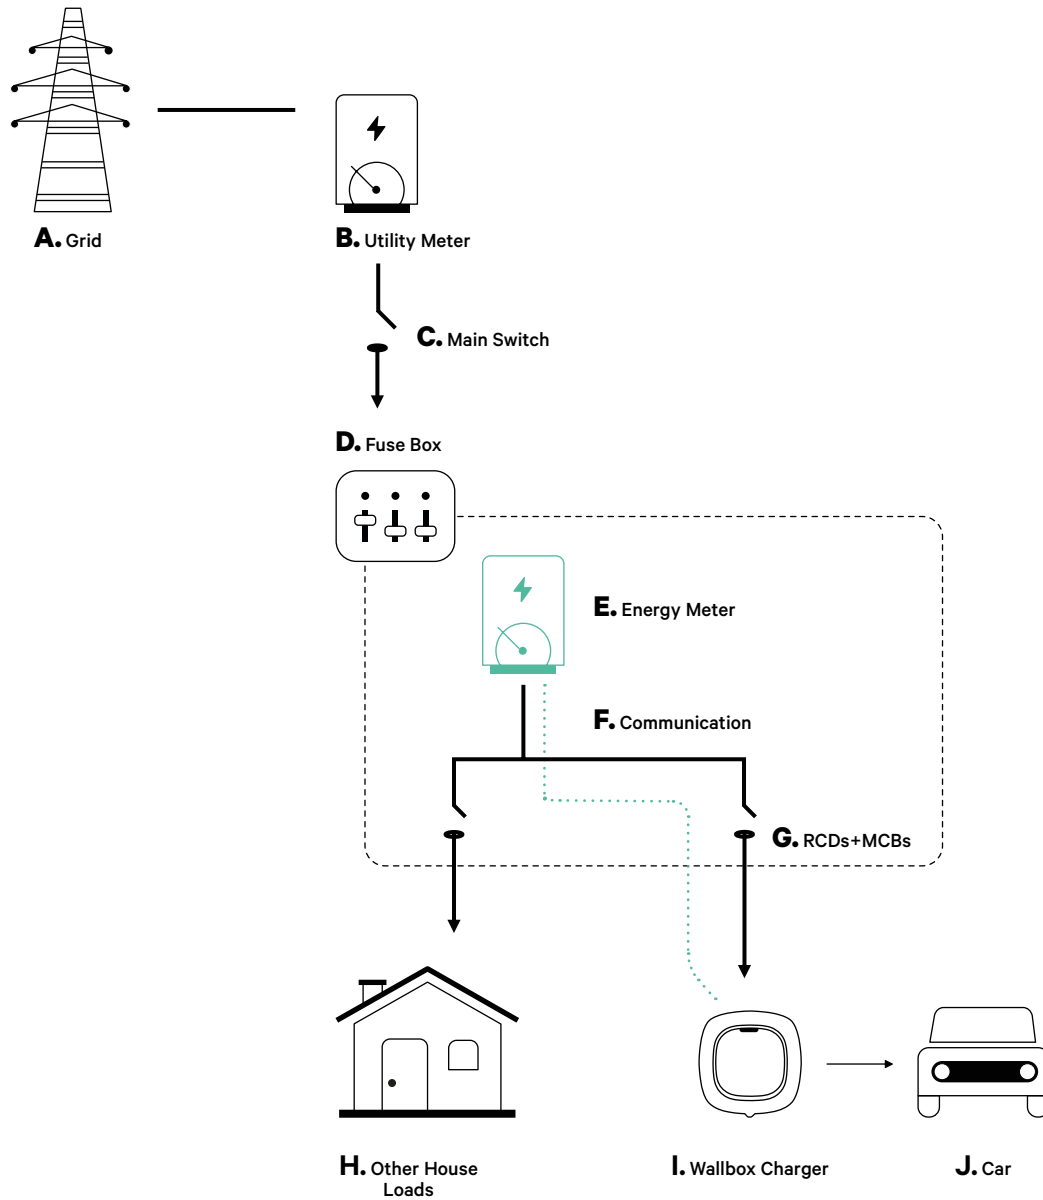 A. Grid
B. Utility Meter
C. Main Switch
D. Fuse Box
E. Energy Meter
F. Communication
G. RCDs+MCBs
H. Other House
Loads
I. Wallbox Charger
J. Car